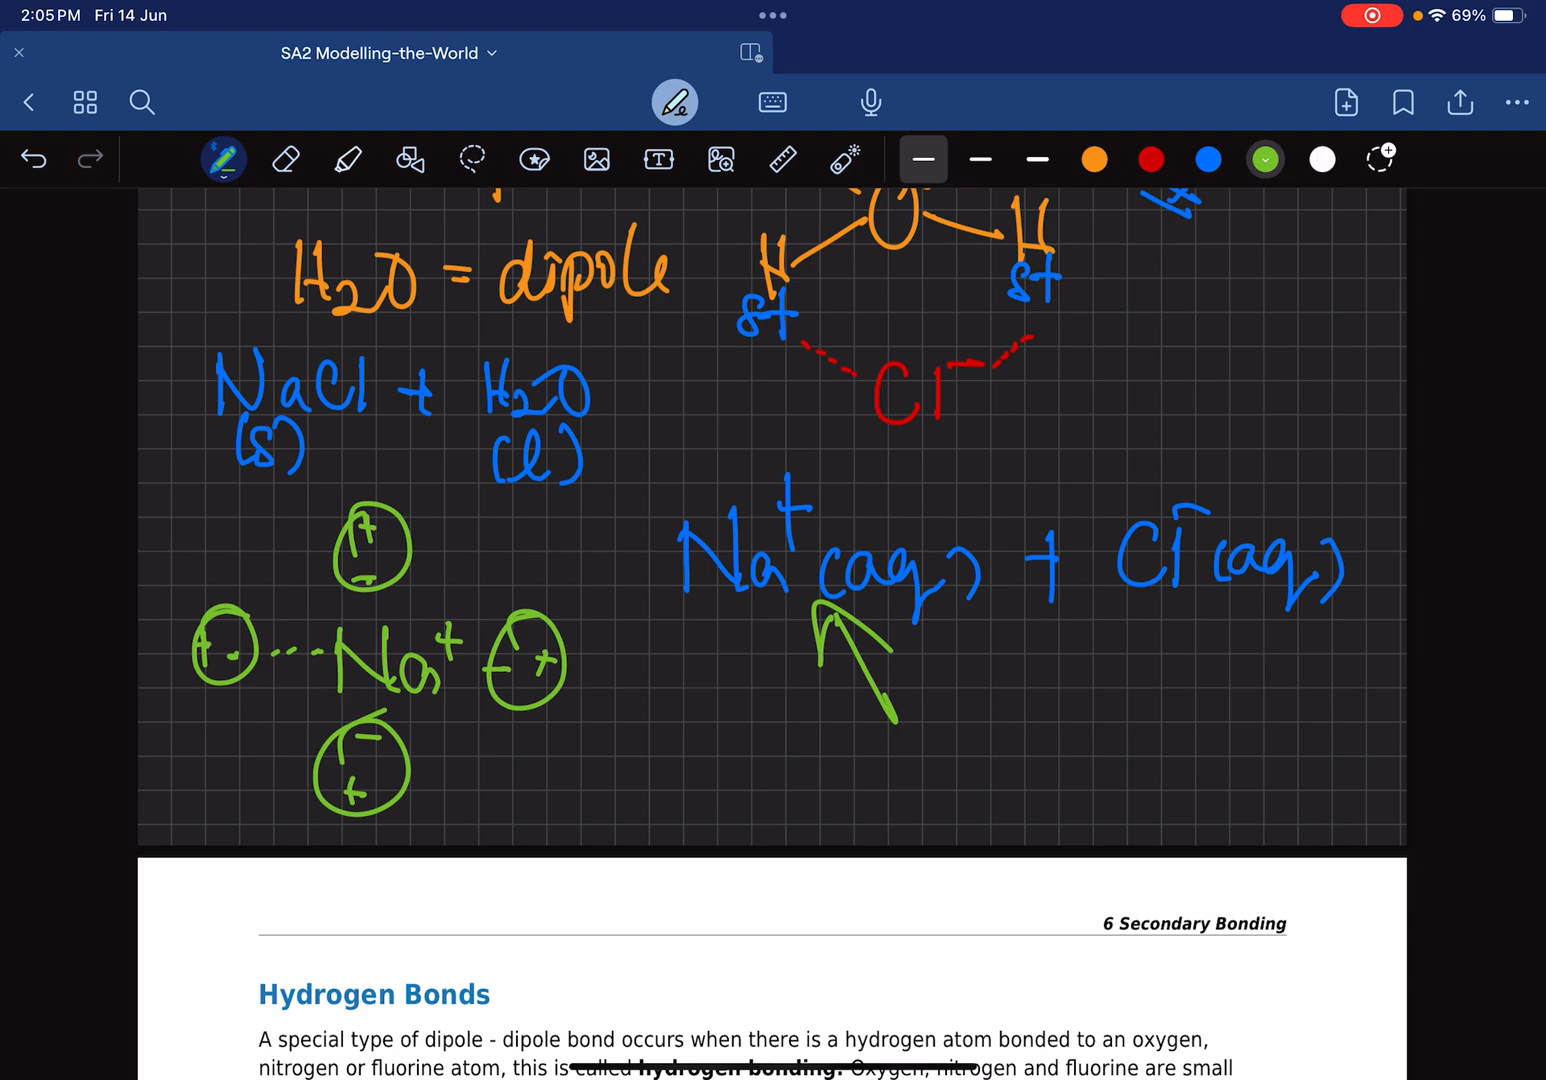 2:05 PM Fri 14 Jun
69%
SA2 Modelling-the-World
O
H H
H₂O = dipole
δ+ δ+
NaCl + H₂O
(s) (l)
Cl⁻
Na⁺(aq) + Cl⁻(aq)
+
-
+ - Na⁺ - +
-
+
6 Secondary Bonding
Hydrogen Bonds
A special type of dipole - dipole bond occurs when there is a hydrogen atom bonded to an oxygen,
nitrogen or fluorine atom, this is called hydrogen bonding. Oxygen, nitrogen and fluorine are small